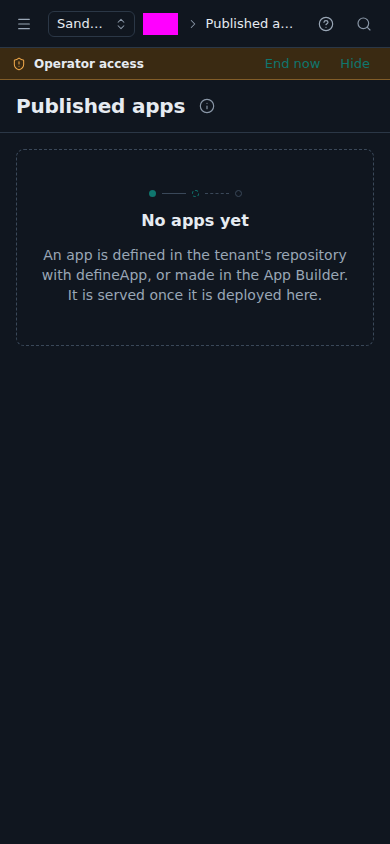 Sand...
Published a...
Operator access
End now
Hide
Published apps
No apps yet
An app is defined in the tenant's repository
with defineApp, or made in the App Builder.
It is served once it is deployed here.